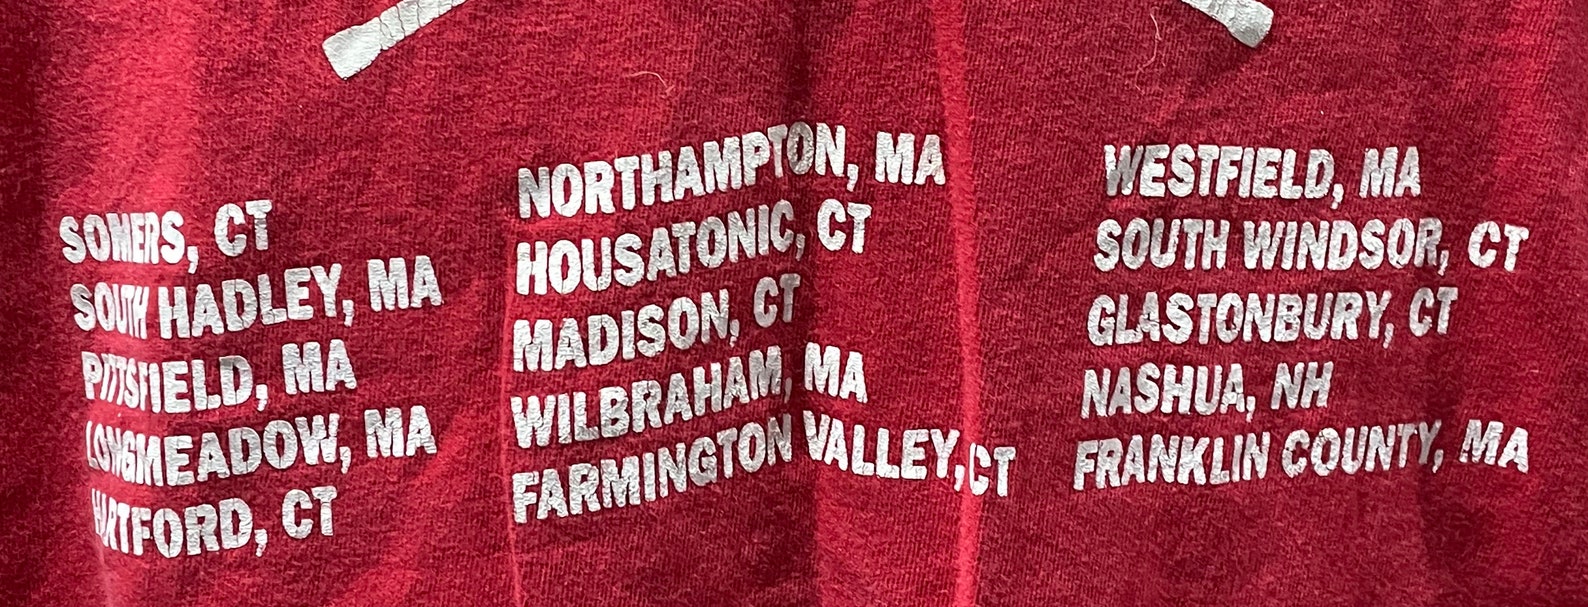 SOMERS, CT
SOUTH HADLEY, MA
PITTSFIELD, MA
LONGMEADOW, MA
HARTFORD, CT
NORTHAMPTON, MA
HOUSATONIC, CT
MADISON, CT
WILBRAHAM, MA
FARMINGTON VALLEY, CT
WESTFIELD, MA
SOUTH WINDSOR, CT
GLASTONBURY, CT
NASHUA, NH
FRANKLIN COUNTY, MA